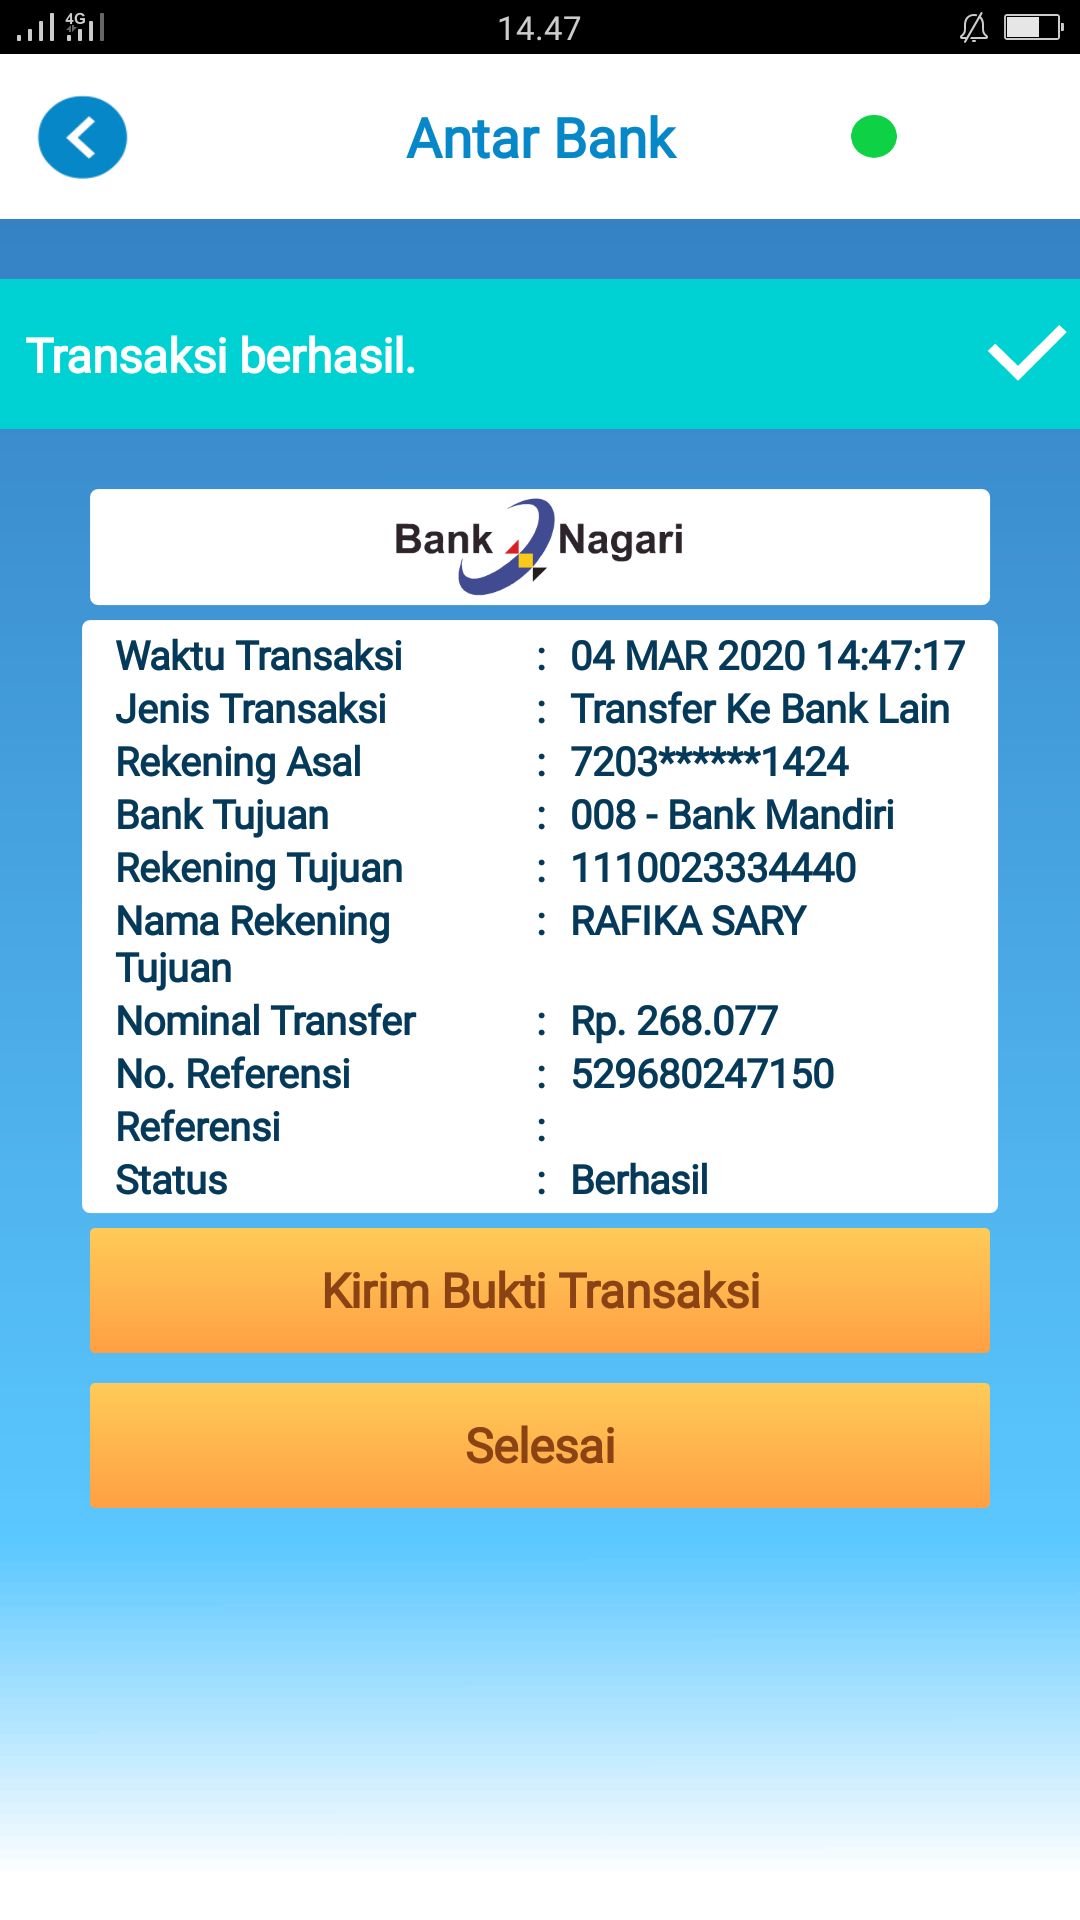 4G 14.47
Antar Bank
Transaksi berhasil.
Bank Nagari
Waktu Transaksi : 04 MAR 2020 14:47:17
Jenis Transaksi : Transfer Ke Bank Lain
Rekening Asal : 7203******1424
Bank Tujuan : 008 - Bank Mandiri
Rekening Tujuan : 1110023334440
Nama Rekening : RAFIKA SARY
Tujuan
Nominal Transfer : Rp. 268.077
No. Referensi : 529680247150
Referensi :
Status : Berhasil
Kirim Bukti Transaksi
Selesai